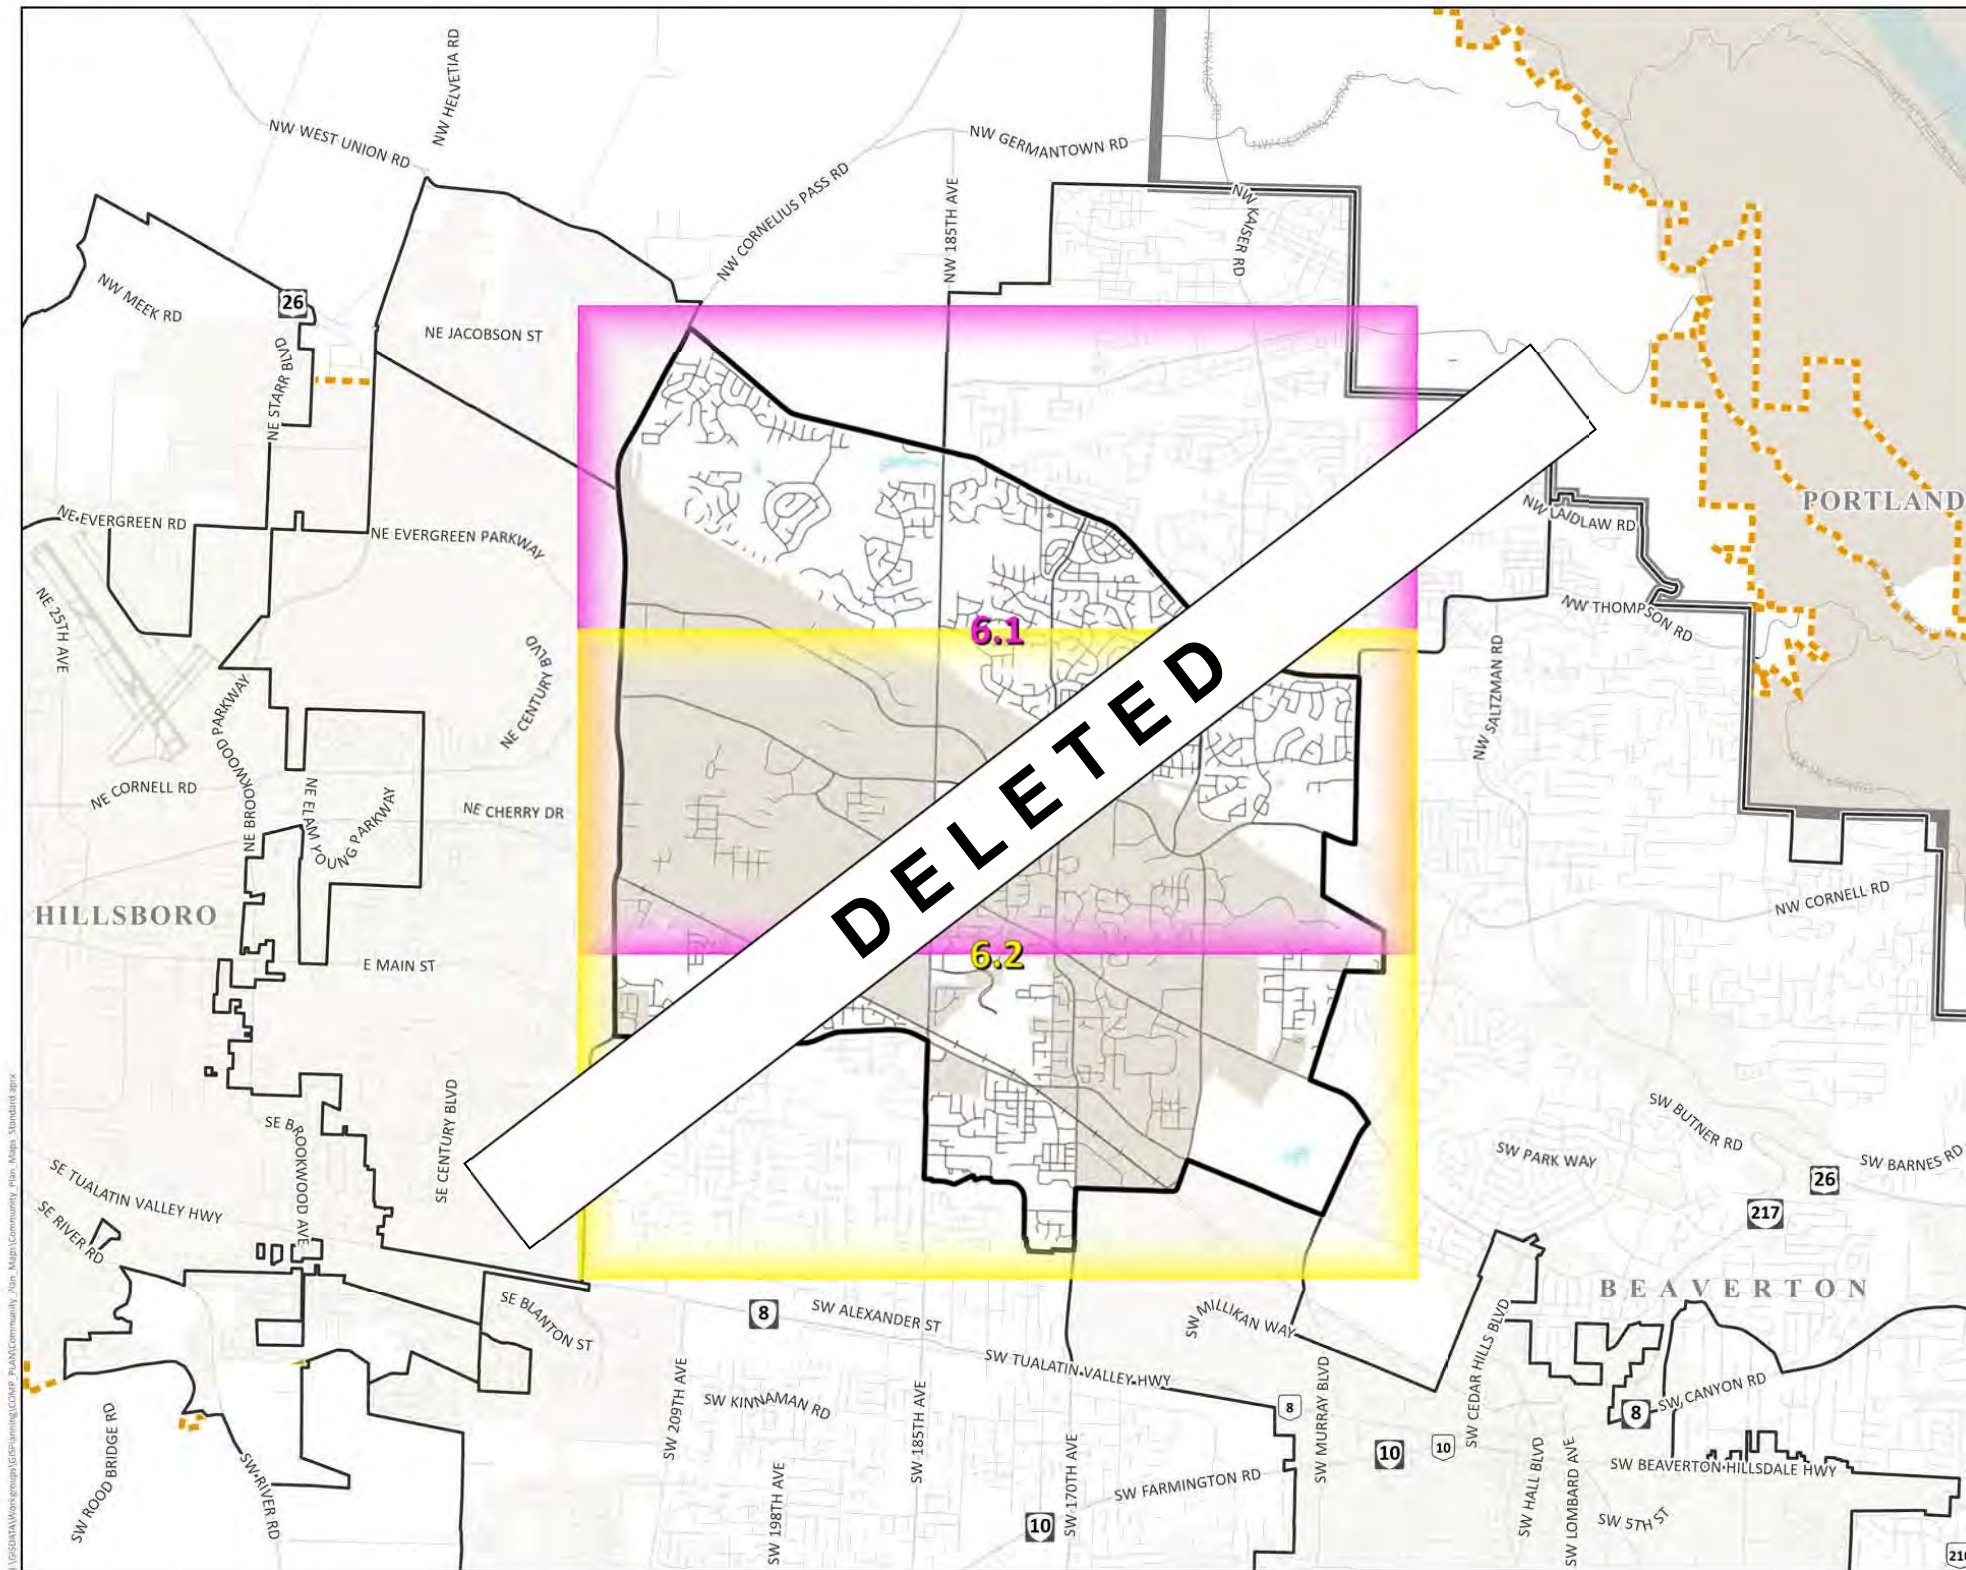 NW HELVETIA RD
NW WEST UNION RD
NW GERMANTOWN RD
NW CORNELIUS PASS RD
NW 185TH AVE
NW KAISER RD
NW MEEK RD
26
NE JACOBSON ST
NE STARR BLVD
PORTLAND
NE EVERGREEN RD
NE EVERGREEN PARKWAY
NW LAIDLAW RD
NE 25TH AVE
NW THOMPSON RD
6.1
NE CENTURY BLVD
NW SALTZMAN RD
NE BROOKWOOD PARKWAY
DELETED
NE CORNELL RD
NE ELAM YOUNG PARKWAY
NE CHERRY DR
NW CORNELL RD
HILLSBORO
E MAIN ST
6.2
SE BROOKWOOD AVE
SE CENTURY BLVD
SW BUTNER RD
SW PARK WAY
SW BARNES RD
26
217
SE TUALATIN VALLEY HWY
SE RIVER RD
BEAVERTON
SE BLANTON ST
8
SW ALEXANDER ST
SW MILLIKAN WAY
SW TUALATIN VALLEY HWY
SW CEDAR HILLS BLVD
SW MURRAY BLVD
SW CANYON RD
8
8
SW 209TH AVE
SW KINNAMAN RD
SW 185TH AVE
10
10
SW ROOD BRIDGE RD
SW RIVER RD
SW 198TH AVE
SW 170TH AVE
SW FARMINGTON RD
10
SW HALL BLVD
SW LOMBARD AVE
SW BEAVERTON HILLSDALE HWY
SW 5TH ST
210